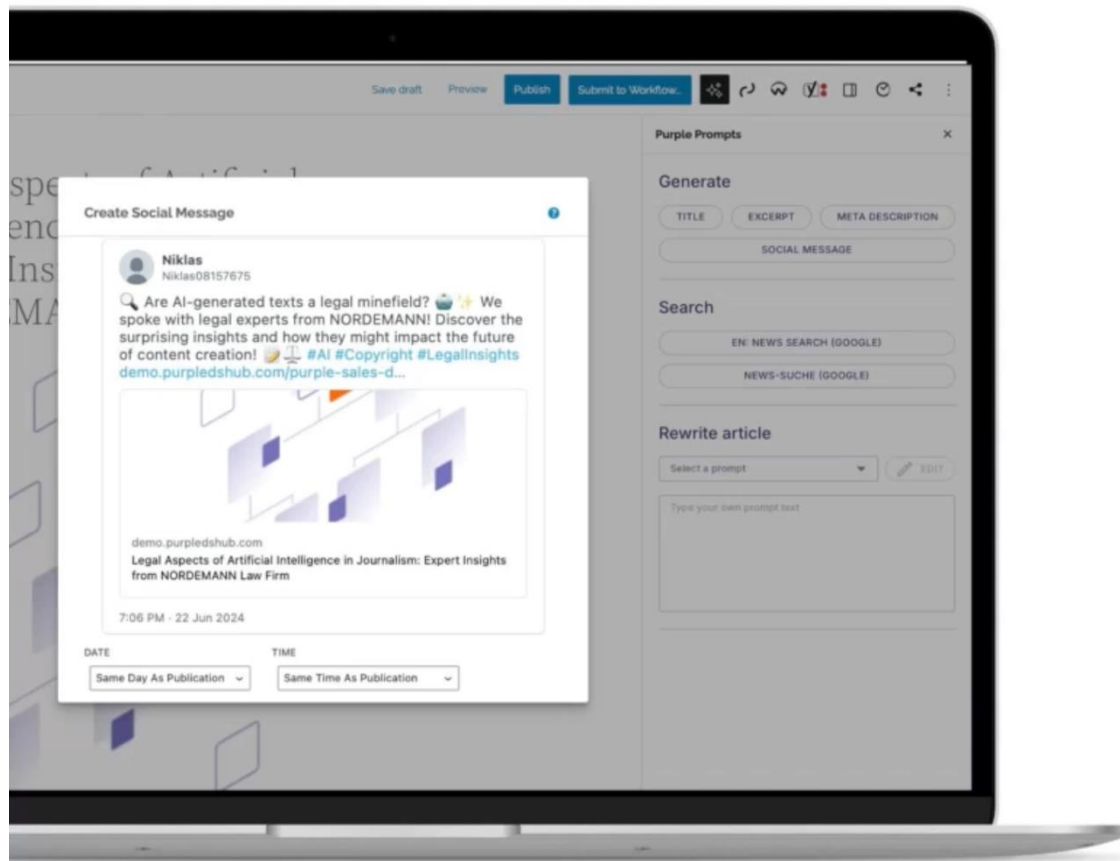 Save draft
Preview
Publish
Submit to Workflow...
Purple Prompts
Generate
TITLE
EXCERPT
META DESCRIPTION
SOCIAL MESSAGE
Search
EN: NEWS SEARCH (GOOGLE)
NEWS-SUCHE (GOOGLE)
Rewrite article
Select a prompt
EDIT
Type your own prompt text
Create Social Message
Niklas
Niklas08157675
🔍 Are AI-generated texts a legal minefield? 🤖✨ We
spoke with legal experts from NORDEMANN! Discover the
surprising insights and how they might impact the future
of content creation! 📝⚖️ #AI #Copyright #LegalInsights
demo.purpledshub.com/purple-sales-d...
demo.purpledshub.com
Legal Aspects of Artificial Intelligence in Journalism: Expert Insights
from NORDEMANN Law Firm
7:06 PM · 22 Jun 2024
DATE
TIME
Same Day As Publication
Same Time As Publication